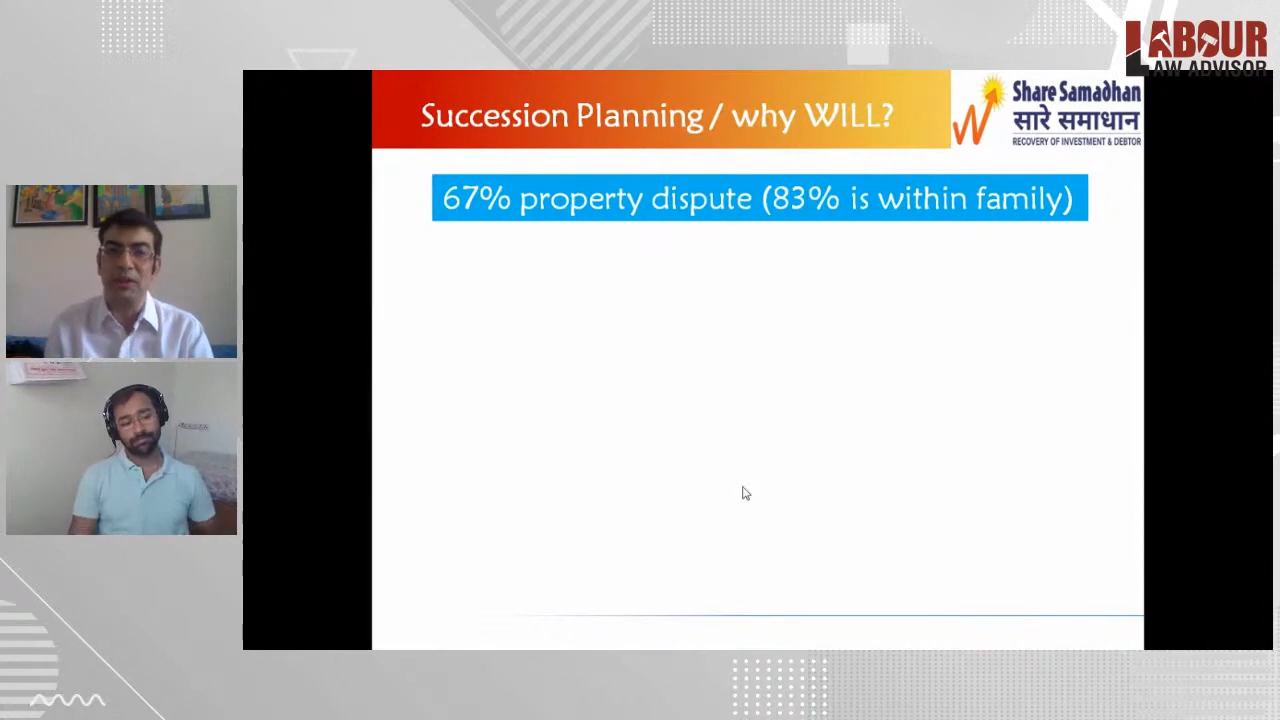 LABOUR
LAW ADVISOR
Succession Planning / why WILL?
Share Samadhan
सारे समाधान
RECOVERY OF INVESTMENT & DEBTOR
67% property dispute (83% is within family)